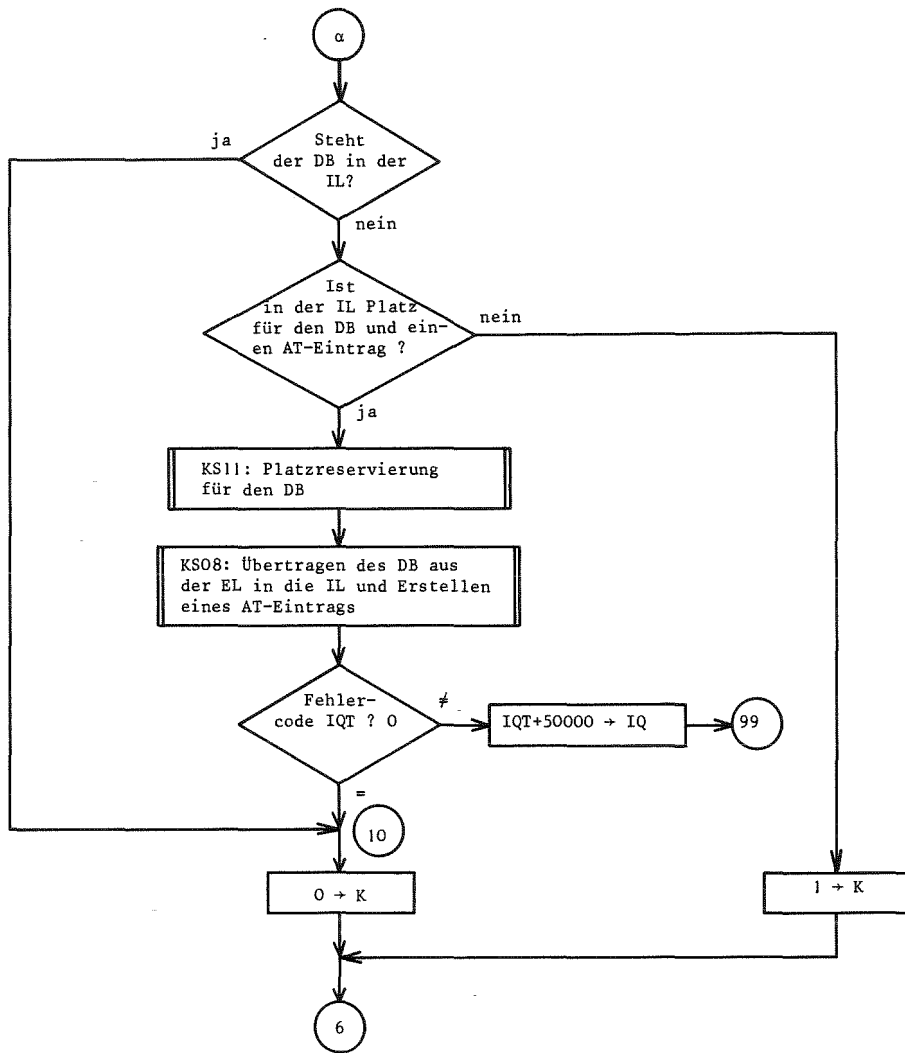 α
Steht
der DB in der
IL?
ja
nein
Ist
in der IL Platz
für den DB und ein-
en AT-Eintrag ?
nein
ja
KS11: Platzreservierung
für den DB
KS08: Übertragen des DB aus
der EL in die IL und Erstellen
eines AT-Eintrags
Fehler-
code IQT ? 0
≠
IQT+50000 → IQ
99
=
10
0 → K
1 → K
6